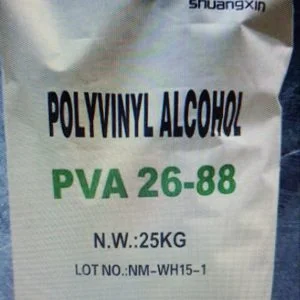 shuangxin
POLYVINYL ALCOHOL
PVA 26-88
N.W.:25KG
LOT NO.:NM-WH15-1